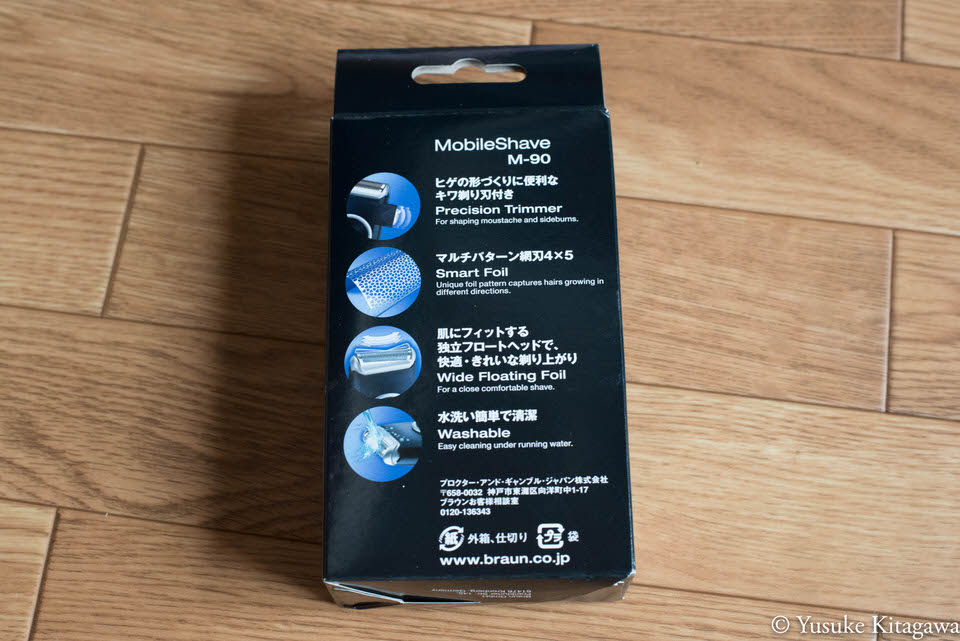 MobileShave
M-90
ヒゲの形づくりに便利な
キワ剃り刃付き
Precision Trimmer
For shaping moustache and sideburns.
マルチパターン網刃4×5
Smart Foil
Unique foil pattern captures hairs growing in
different directions.
肌にフィットする
独立フロートヘッドで、
快適・きれいな剃り上がり
Wide Floating Foil
For a close comfortable shave.
水洗い簡単で清潔
Washable
Easy cleaning under running water.
プロクター・アンド・ギャンブル・ジャパン株式会社
〒658-0032 神戸市東灘区向洋町中1-17
ブラウンお客様相談室
0120-136343
紙 外箱、仕切り プラ 袋
www.braun.co.jp
© Yusuke Kitagawa